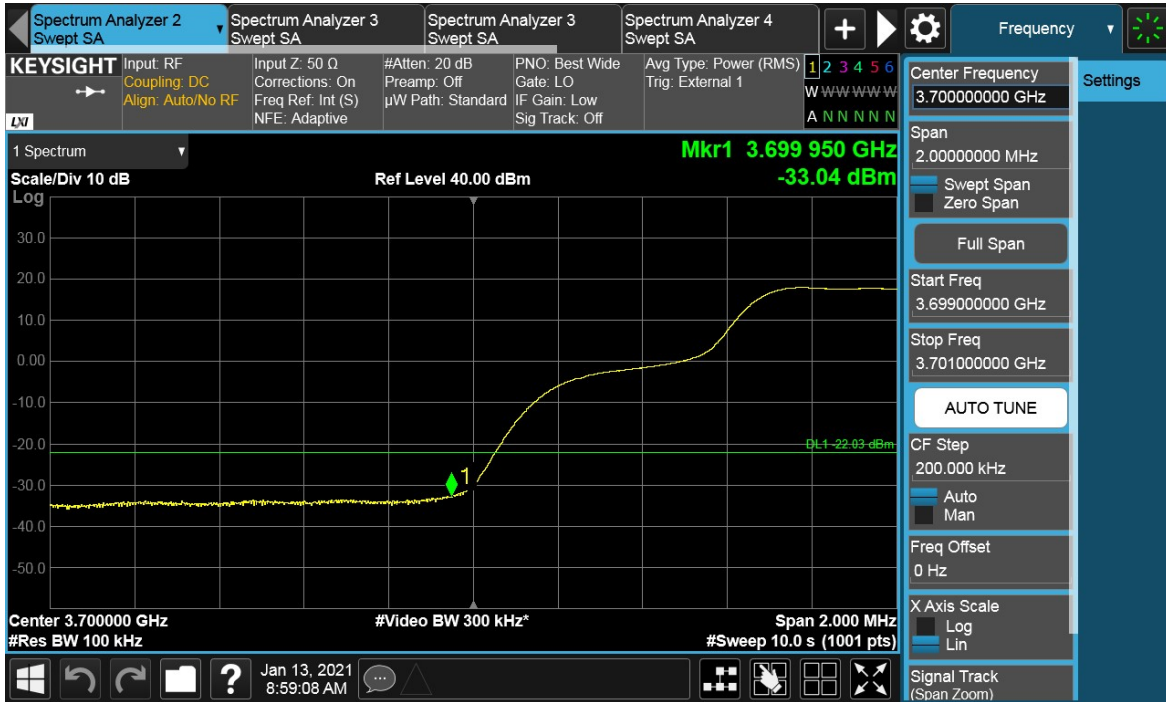 Spectrum Analyzer 2
Swept SA
Spectrum Analyzer 3
Swept SA
Spectrum Analyzer 3
Swept SA
Spectrum Analyzer 4
Swept SA
+
Frequency
KEYSIGHT
LXI
Input: RF
Coupling: DC
Align: Auto/No RF
Input Z: 50 Ω
Corrections: On
Freq Ref: Int (S)
NFE: Adaptive
#Atten: 20 dB
Preamp: Off
µW Path: Standard
PNO: Best Wide
Gate: LO
IF Gain: Low
Sig Track: Off
Avg Type: Power (RMS)
Trig: External 1
1 2 3 4 5 6
W W W W W W
A N N N N N
1 Spectrum
Scale/Div 10 dB
Ref Level 40.00 dBm
Mkr1 3.699 950 GHz
-33.04 dBm
Log
30.0
20.0
10.0
0.00
-10.0
-20.0
-30.0
-40.0
-50.0
DL1 -22.03 dBm
1
Center 3.700000 GHz
#Video BW 300 kHz*
Span 2.000 MHz
#Res BW 100 kHz
#Sweep 10.0 s (1001 pts)
Center Frequency
3.700000000 GHz
Span
2.00000000 MHz
Swept Span
Zero Span
Full Span
Start Freq
3.699000000 GHz
Stop Freq
3.701000000 GHz
AUTO TUNE
CF Step
200.000 kHz
Auto
Man
Freq Offset
0 Hz
X Axis Scale
Log
Lin
Signal Track
(Span Zoom)
Settings
?
Jan 13, 2021
8:59:08 AM